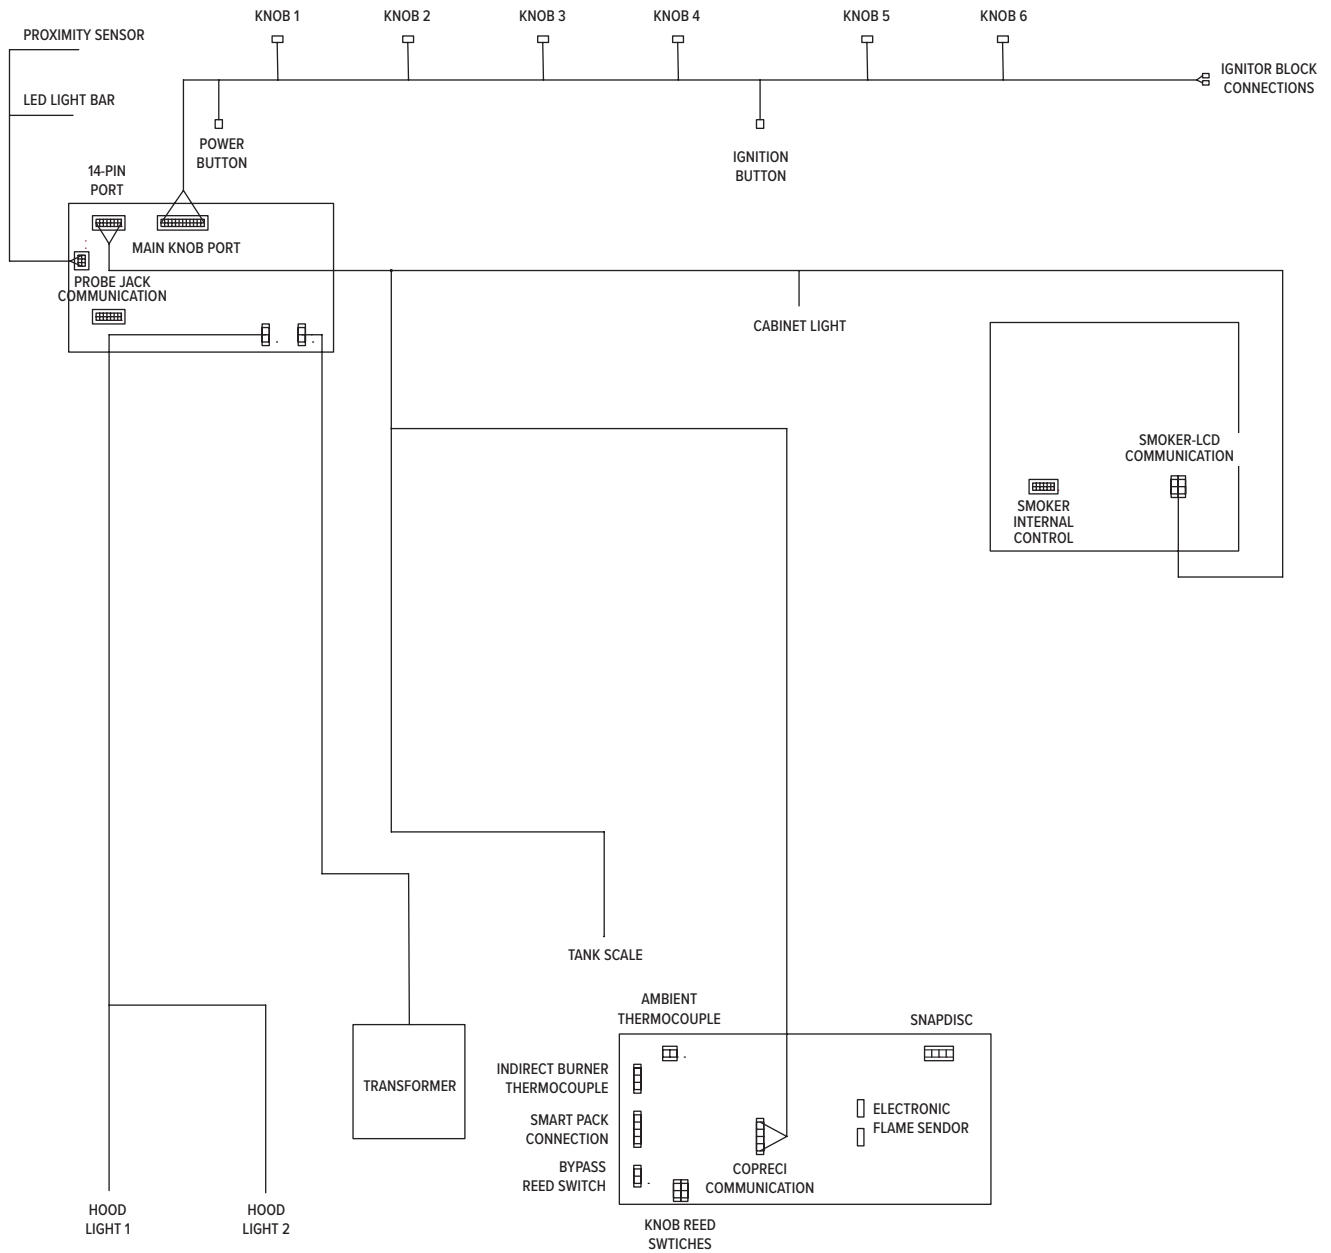 KNOB 1
KNOB 2
KNOB 3
KNOB 4
KNOB 5
KNOB 6
PROXIMITY SENSOR
IGNITOR BLOCK
CONNECTIONS
LED LIGHT BAR
POWER
BUTTON
IGNITION
BUTTON
14-PIN
PORT
MAIN KNOB PORT
PROBE JACK
COMMUNICATION
CABINET LIGHT
SMOKER-LCD
COMMUNICATION
SMOKER
INTERNAL
CONTROL
TANK SCALE
AMBIENT
THERMOCOUPLE
SNAPDISC
TRANSFORMER
INDIRECT BURNER
THERMOCOUPLE
ELECTRONIC
FLAME SENDOR
SMART PACK
CONNECTION
BYPASS
REED SWITCH
COPRECI
COMMUNICATION
HOOD
LIGHT 1
HOOD
LIGHT 2
KNOB REED
SWTICHES